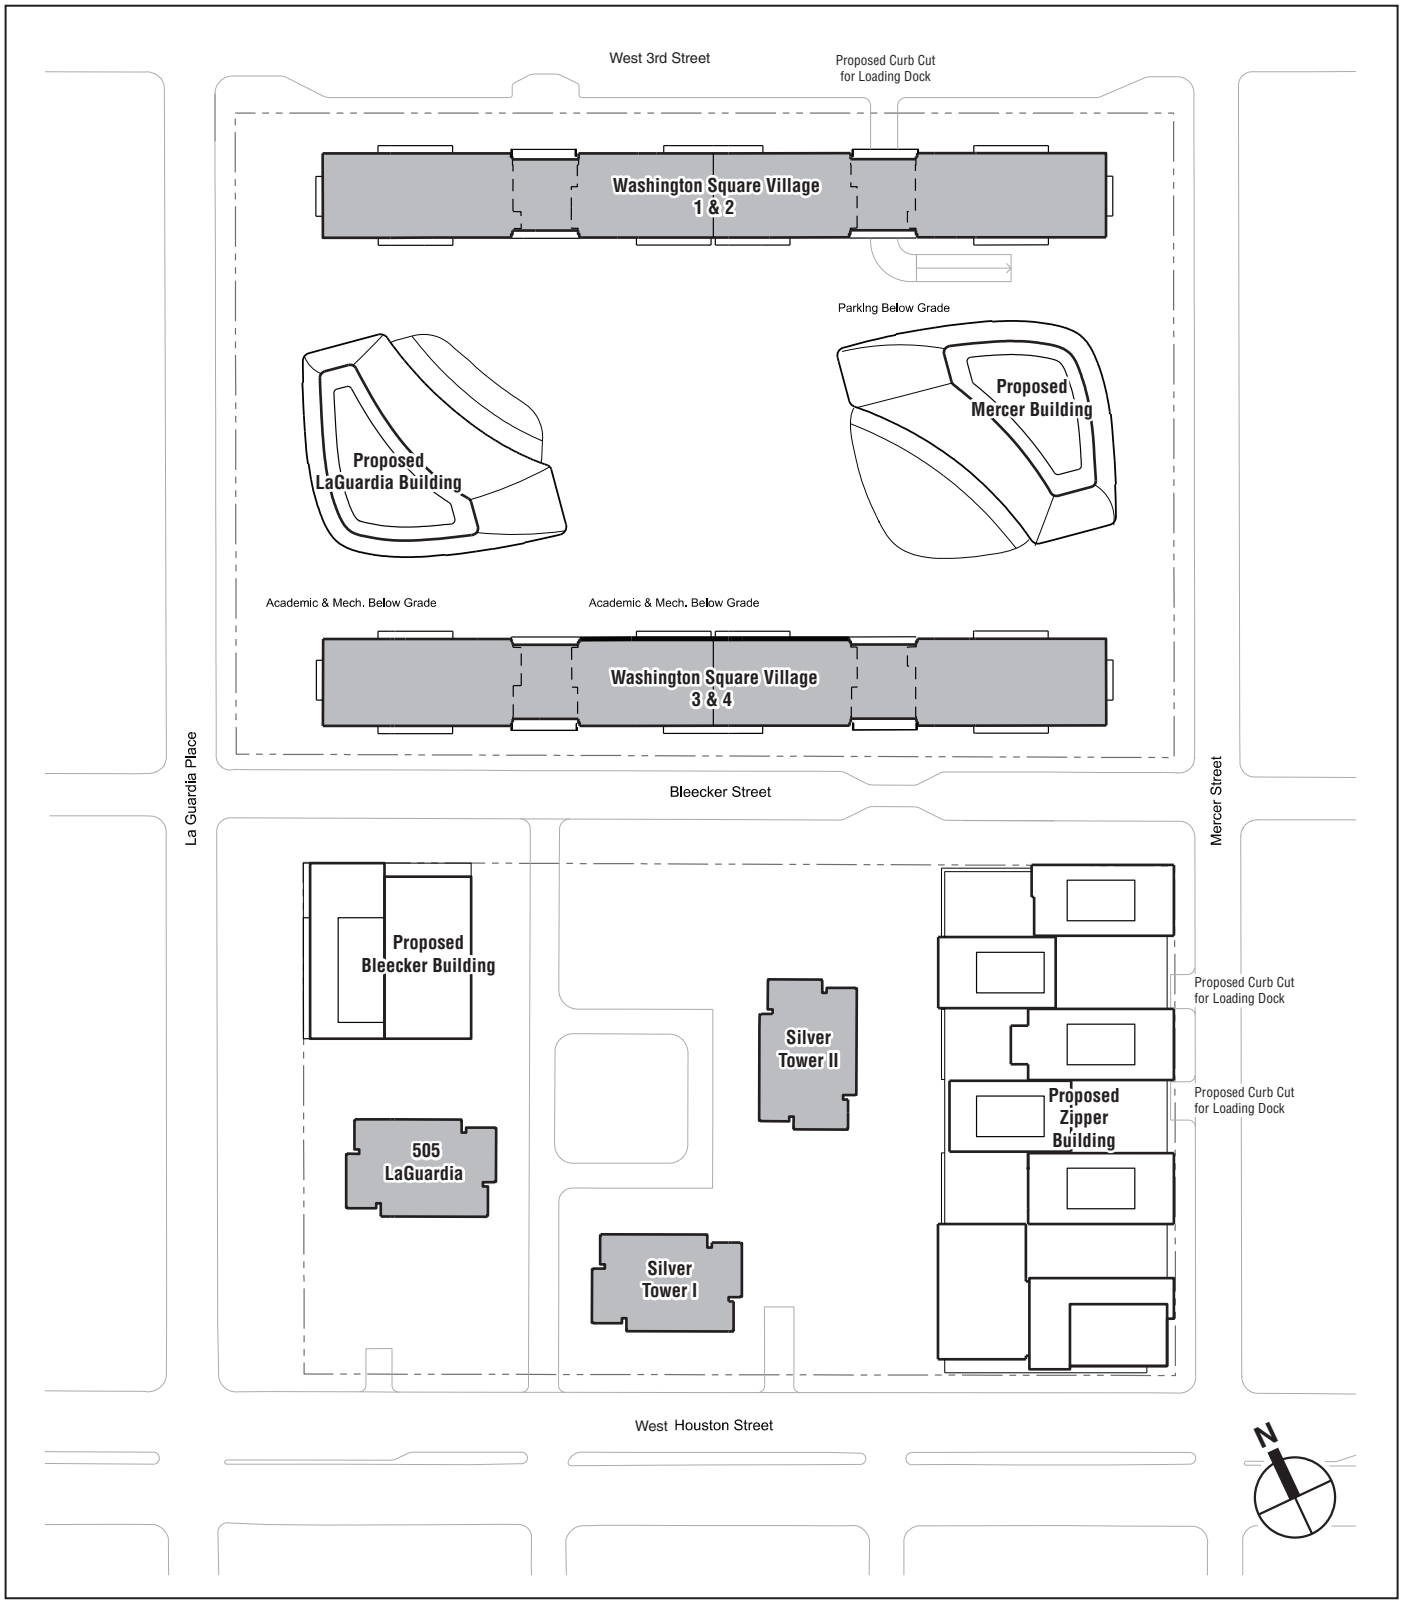 West 3rd Street
Proposed Curb Cut
for Loading Dock
Washington Square Village
1 & 2
Parking Below Grade
Proposed
Mercer Building
Proposed
LaGuardia Building
Academic & Mech. Below Grade
Academic & Mech. Below Grade
Washington Square Village
3 & 4
La Guardia Place
Bleecker Street
Mercer Street
Proposed
Bleecker Building
Proposed Curb Cut
for Loading Dock
Silver
Tower II
Proposed Curb Cut
for Loading Dock
Proposed
Zipper
Building
505
LaGuardia
Silver
Tower I
West Houston Street
N